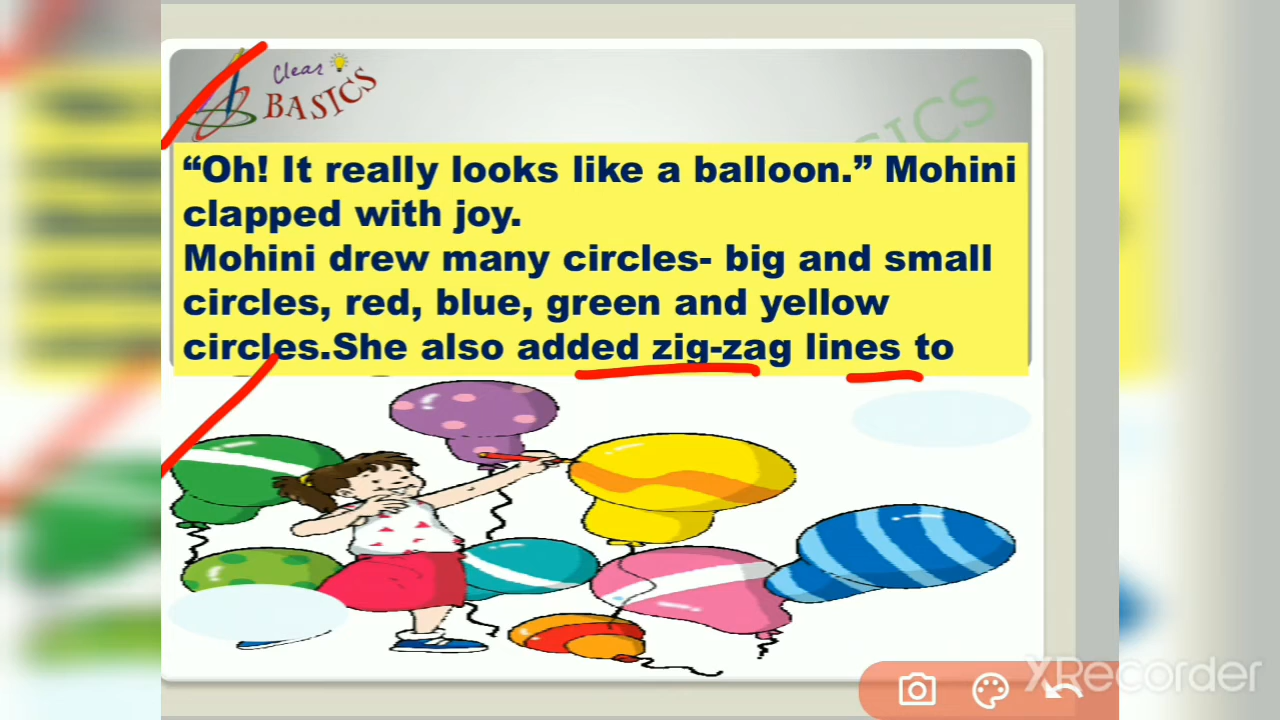 Clear
BASICS
“Oh! It really looks like a balloon.” Mohini
clapped with joy.
Mohini drew many circles- big and small
circles, red, blue, green and yellow
circles.She also added zig-zag lines to
XRecorder